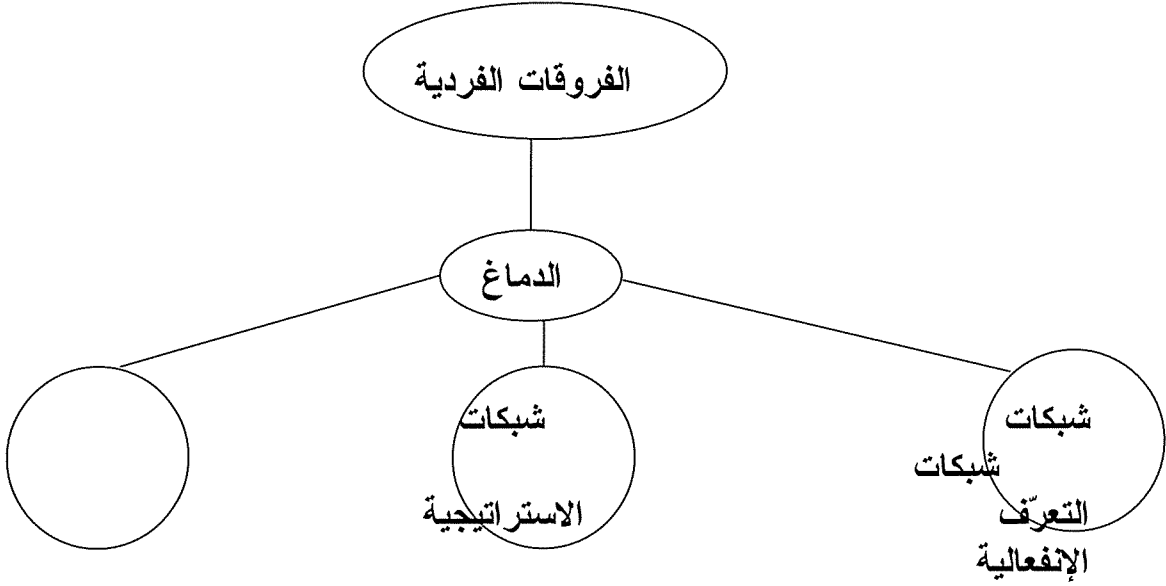 الفروقات الفردية
الدماغ
شبكات
شبكات
التعرّف
الإنفعالية
شبكات
الاستراتيجية